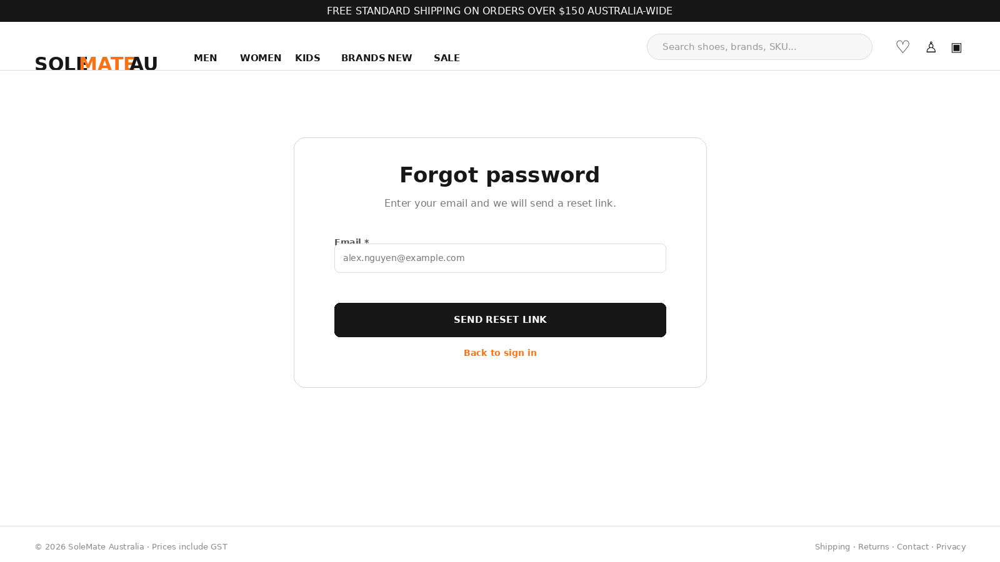 FREE STANDARD SHIPPING ON ORDERS OVER $150 AUSTRALIA-WIDE
SOLEMATEAU
MEN WOMEN KIDS BRANDS NEW SALE
Search shoes, brands, SKU...
Forgot password
Enter your email and we will send a reset link.
Email *
alex.nguyen@example.com
SEND RESET LINK
Back to sign in
© 2026 SoleMate Australia · Prices include GST
Shipping · Returns · Contact · Privacy